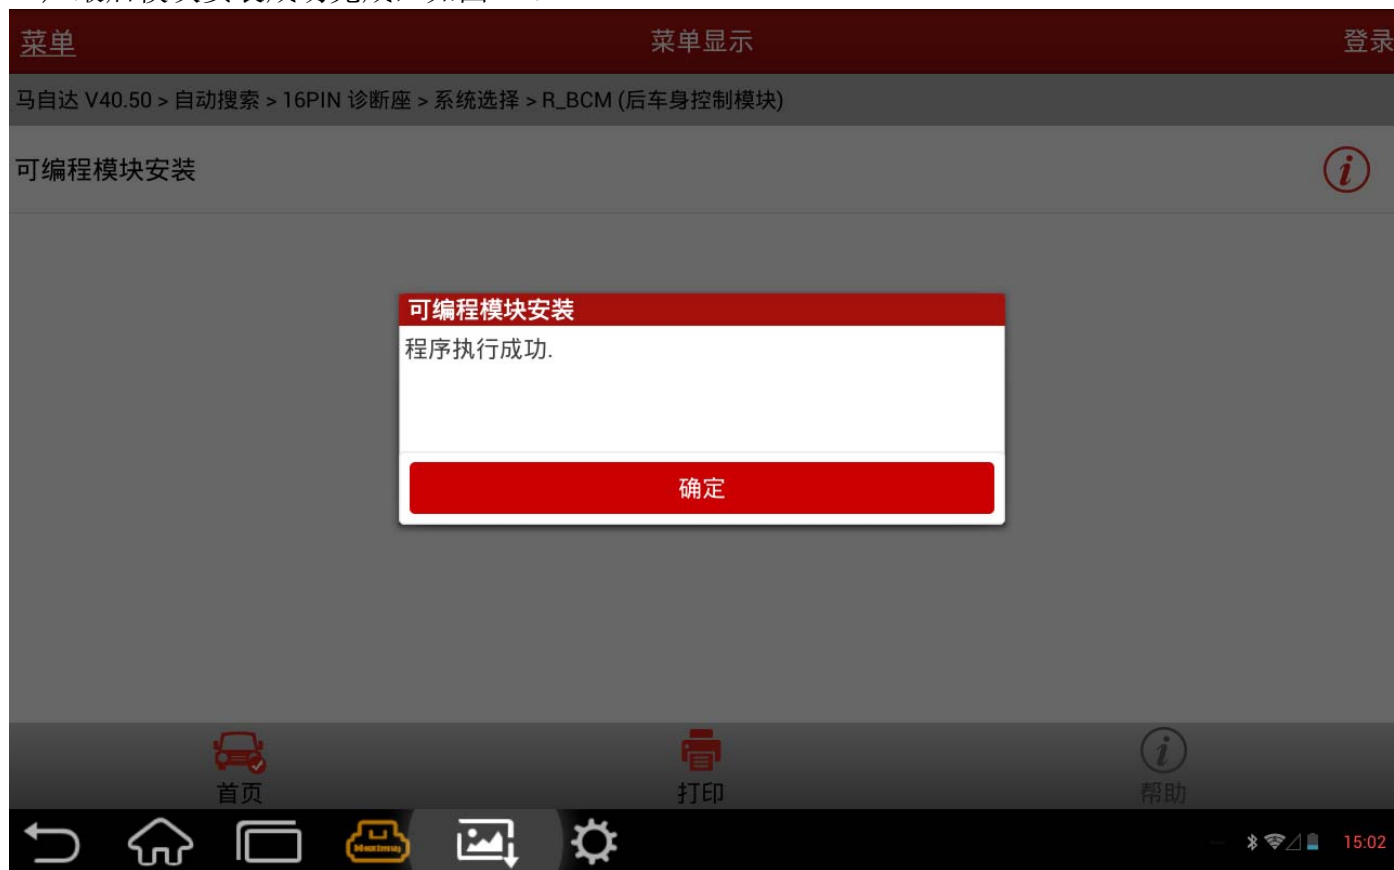 菜单
菜单显示
登录
马自达 V40.50 > 自动搜索 > 16PIN 诊断座 > 系统选择 > R_BCM (后车身控制模块)
可编程模块安装
可编程模块安装
程序执行成功.
确定
首页
打印
帮助
15:02